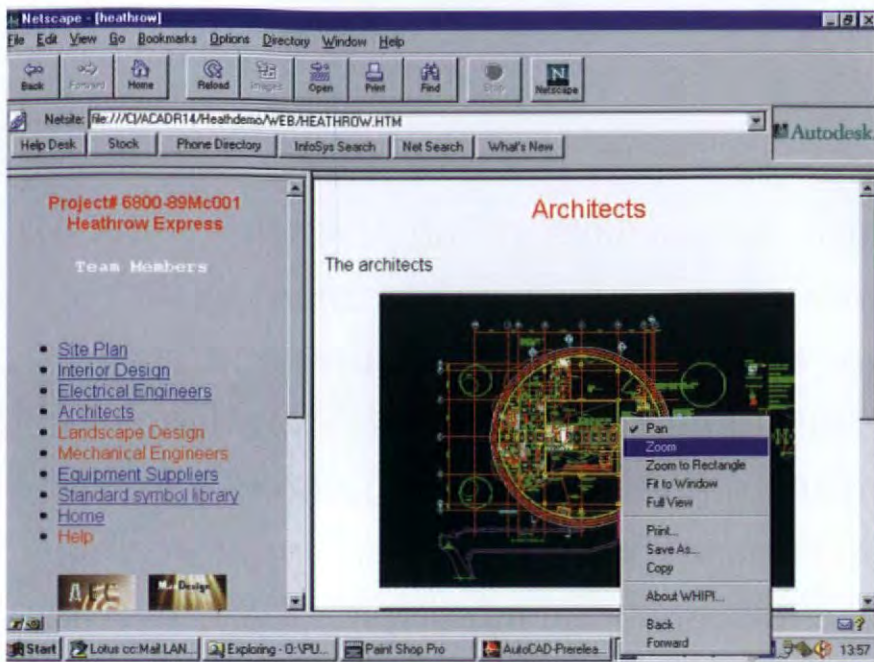 Netscape - [heathrow]
File Edit View Go Bookmarks Options Directory Window Help
Back Forward Home Reload Images Open Print Find Stop Netscape
N
Netsite: file:///C|/ACADR14/Heathdemo/WEB/HEATHROW.HTM
Autodesk
Help Desk Stock Phone Directory InfoSys Search Net Search What's New
Project# 6800-89Mc001
Heathrow Express
Team Members
Site Plan
Interior Design
Electrical Engineers
Architects
Landscape Design
Mechanical Engineers
Equipment Suppliers
Standard symbol library
Home
Help
AEC
Architects
The architects
Pan
Zoom
Zoom to Rectangle
Fit to Window
Full View
Print...
Save As...
Copy
About WHIP!...
Back
Forward
Start Lotus cc:Mail LAN... Exploring - O:\PU... Paint Shop Pro AutoCAD-Prerelea... 13:57